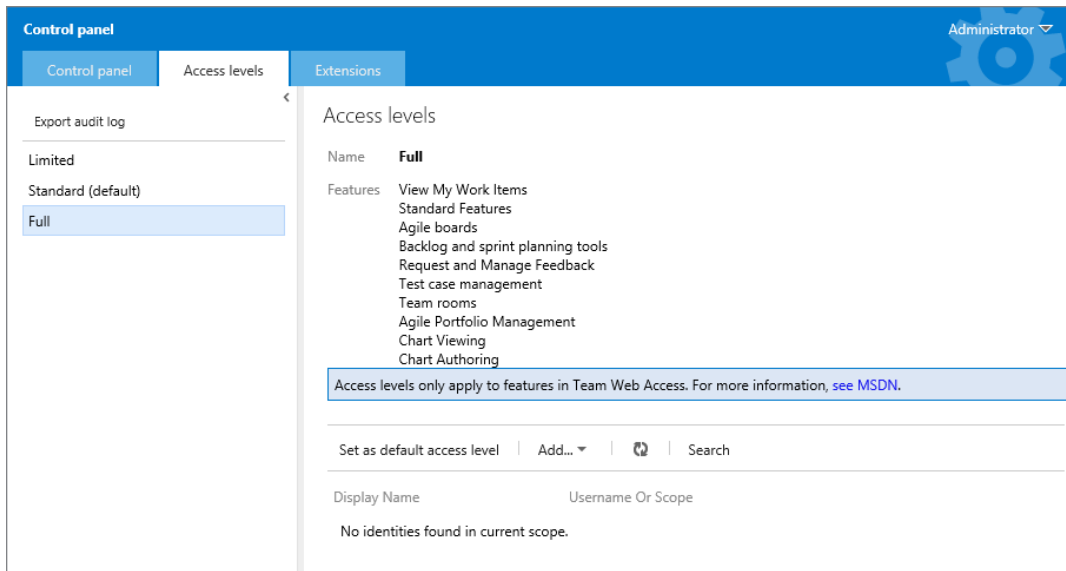 Control panel
Administrator
Control panel Access levels Extensions
Export audit log
Limited
Standard (default)
Full
Access levels
Name Full
Features View My Work Items
Standard Features
Agile boards
Backlog and sprint planning tools
Request and Manage Feedback
Test case management
Team rooms
Agile Portfolio Management
Chart Viewing
Chart Authoring
Access levels only apply to features in Team Web Access. For more information, see MSDN.
Set as default access level Add... Search
Display Name Username Or Scope
No identities found in current scope.